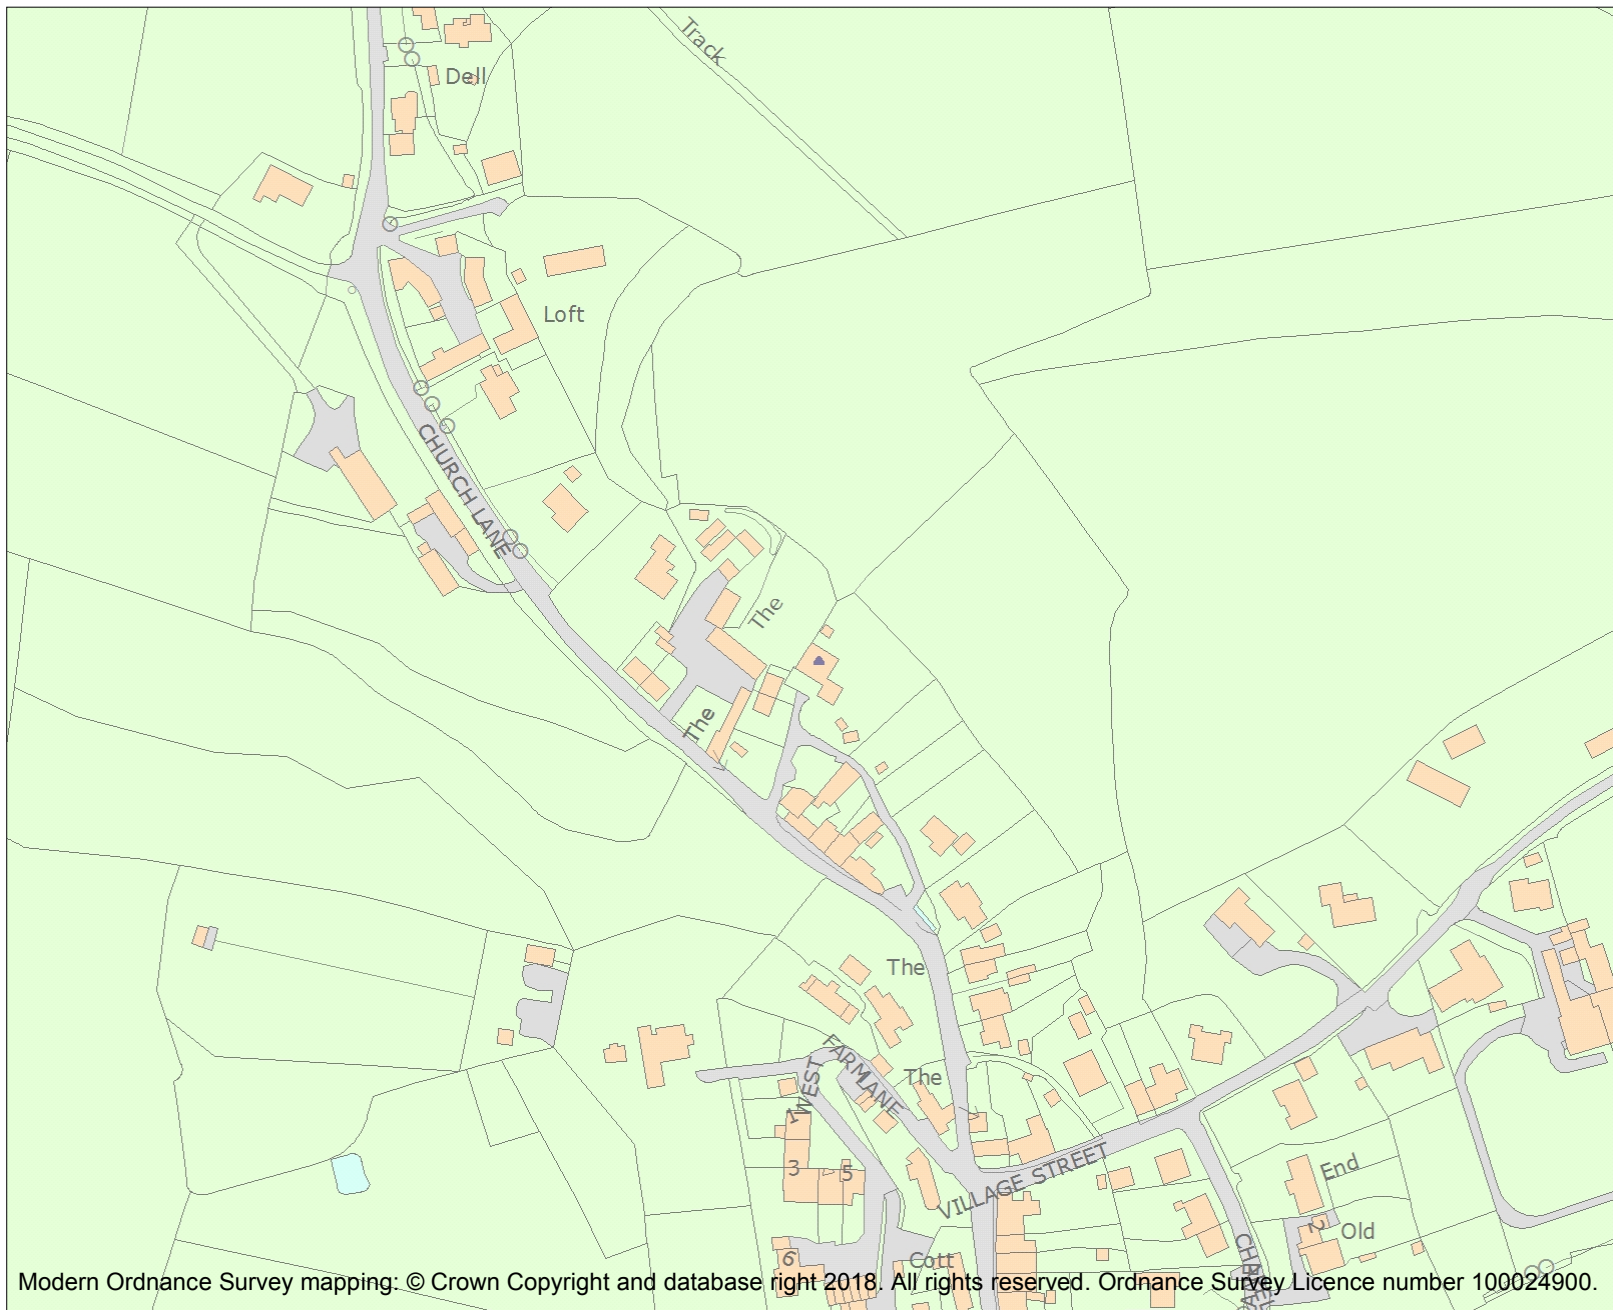 Track
Dell
Loft
CHURCH LANE
The
The
The
WEST
FARM LANE
The
1
3
5
VILLAGE STREET
End
2
Old
6
Cott
Modern Ordnance Survey mapping: © Crown Copyright and database right 2018. All rights reserved. Ordnance Survey Licence number 100024900.